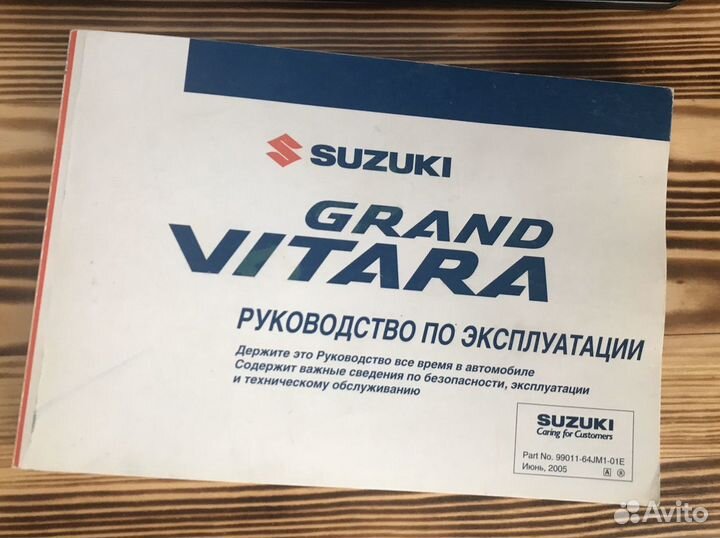 SUZUKI
GRAND
VITARA
РУКОВОДСТВО ПО ЭКСПЛУАТАЦИИ
Держите это Руководство все время в автомобиле
Содержит важные сведения по безопасности, эксплуатации
и техническому обслуживанию
SUZUKI
Caring for Customers
Part No. 99011-64JM1-01E
Июнь, 2005
Avito